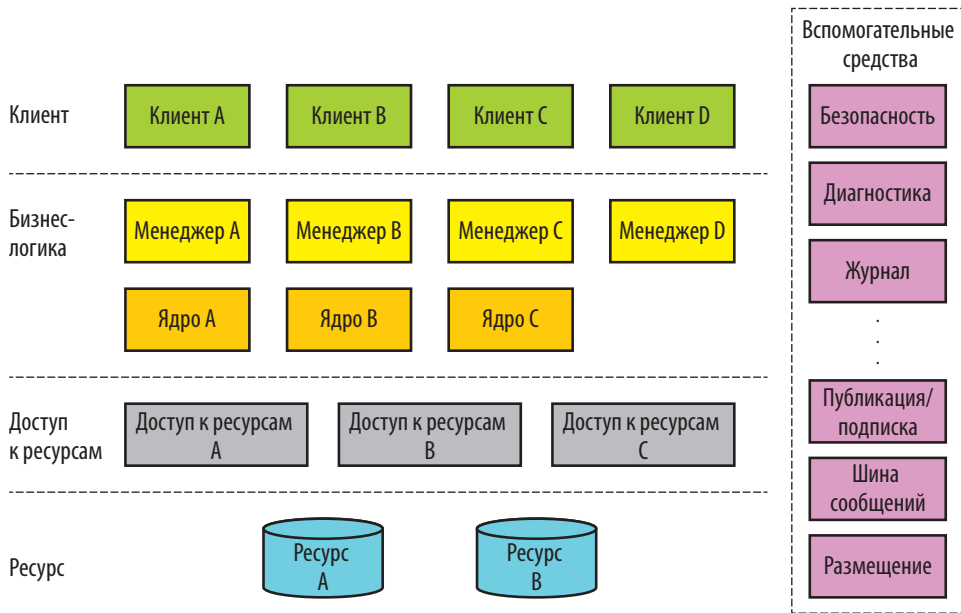 Клиент
Клиент A
Клиент B
Клиент C
Клиент D
Бизнес-
логика
Менеджер A
Менеджер B
Менеджер C
Менеджер D
Ядро A
Ядро B
Ядро C
Доступ
к ресурсам
Доступ к ресурсам
A
Доступ к ресурсам
B
Доступ к ресурсам
C
Ресурс
Ресурс
A
Ресурс
B
Вспомогательные
средства
Безопасность
Диагностика
Журнал
.
.
.
Публикация/
подписка
Шина
сообщений
Размещение